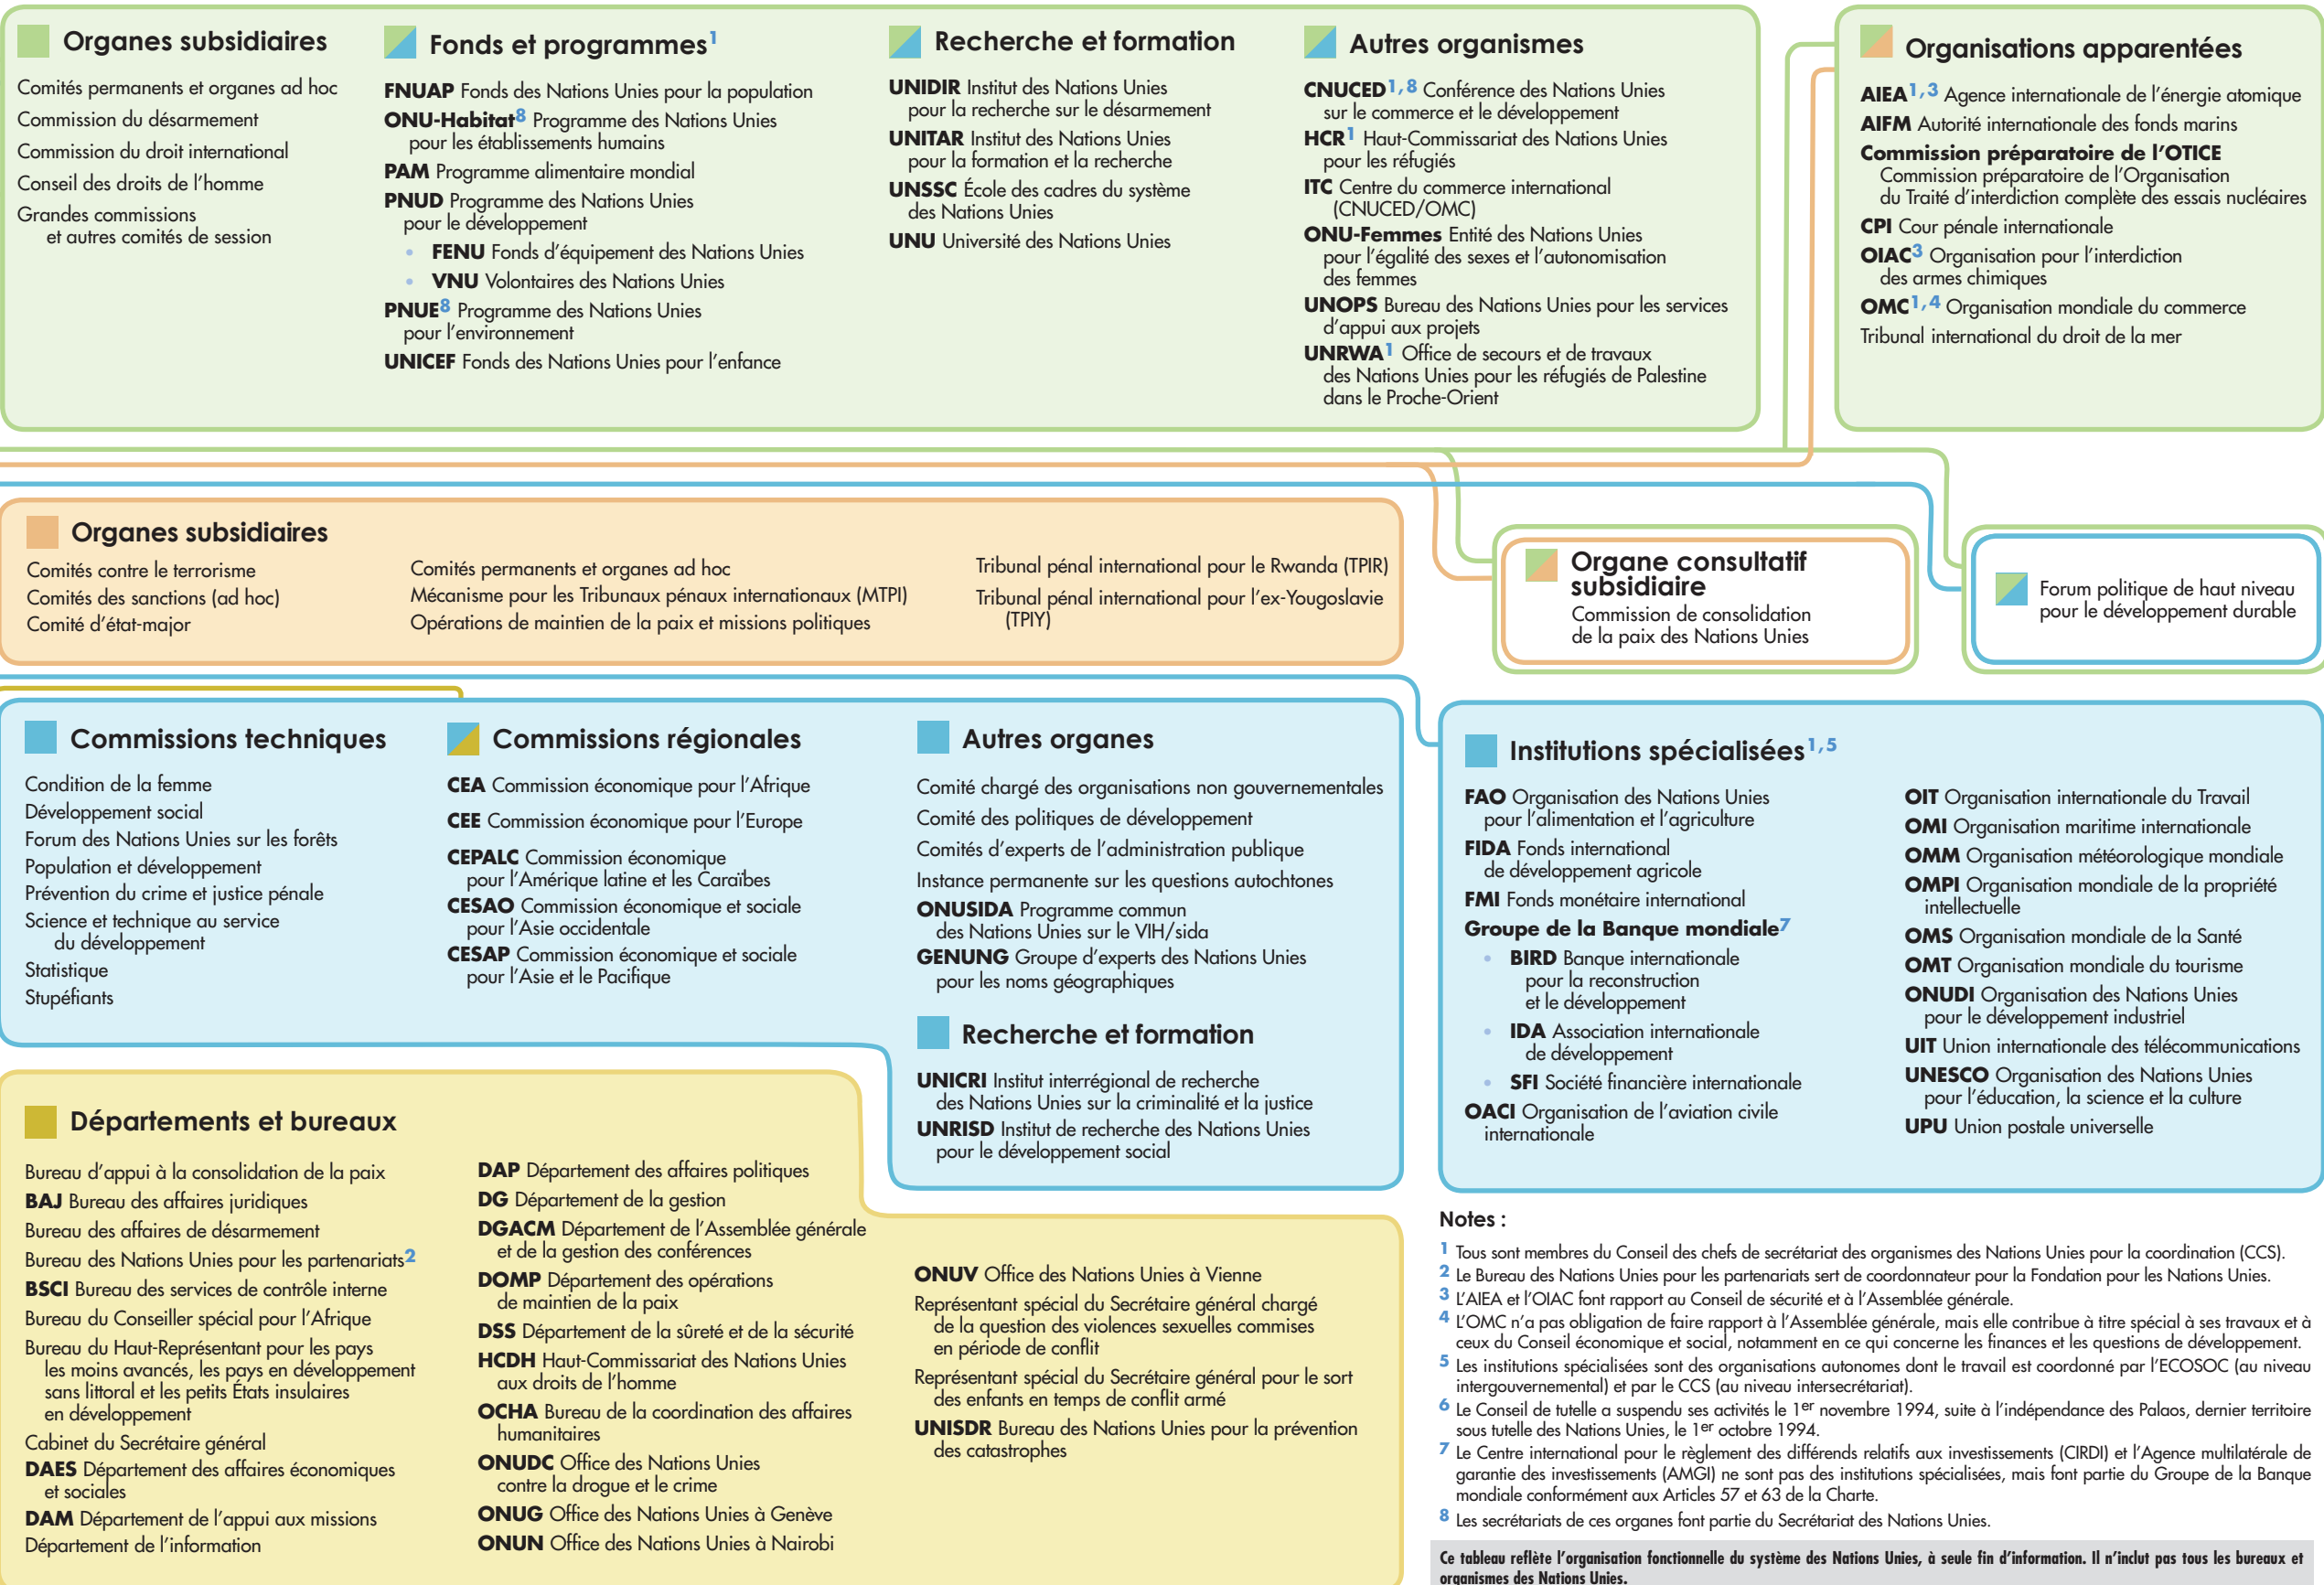 Organes subsidiaires
Comités permanents et organes ad hoc
Commission du désarmement
Commission du droit international
Conseil des droits de l'homme
Grandes commissions
et autres comités de session
Fonds et programmes1
FNUAP Fonds des Nations Unies pour la population
ONU-Habitat8 Programme des Nations Unies
pour les établissements humains
PAM Programme alimentaire mondial
PNUD Programme des Nations Unies
pour le développement
• FENU Fonds d'équipement des Nations Unies
• VNU Volontaires des Nations Unies
PNUE8 Programme des Nations Unies
pour l'environnement
UNICEF Fonds des Nations Unies pour l'enfance
Recherche et formation
UNIDIR Institut des Nations Unies
pour la recherche sur le désarmement
UNITAR Institut des Nations Unies
pour la formation et la recherche
UNSSC École des cadres du système
des Nations Unies
UNU Université des Nations Unies
Autres organismes
CNUCED1,8 Conférence des Nations Unies
sur le commerce et le développement
HCR1 Haut-Commissariat des Nations Unies
pour les réfugiés
ITC Centre du commerce international
(CNUCED/OMC)
ONU-Femmes Entité des Nations Unies
pour l'égalité des sexes et l'autonomisation
des femmes
UNOPS Bureau des Nations Unies pour les services
d'appui aux projets
UNRWA1 Office de secours et de travaux
des Nations Unies pour les réfugiés de Palestine
dans le Proche-Orient
Organisations apparentées
AIEA1,3 Agence internationale de l'énergie atomique
AIFM Autorité internationale des fonds marins
Commission préparatoire de l'OTICE
Commission préparatoire de l'Organisation
du Traité d'interdiction complète des essais nucléaires
CPI Cour pénale internationale
OIAC3 Organisation pour l'interdiction
des armes chimiques
OMC1,4 Organisation mondiale du commerce
Tribunal international du droit de la mer
Organes subsidiaires
Comités contre le terrorisme
Comités des sanctions (ad hoc)
Comité d'état-major
Comités permanents et organes ad hoc
Mécanisme pour les Tribunaux pénaux internationaux (MTPI)
Opérations de maintien de la paix et missions politiques
Tribunal pénal international pour le Rwanda (TPIR)
Tribunal pénal international pour l'ex-Yougoslavie
(TPIY)
Organe consultatif
subsidiaire
Commission de consolidation
de la paix des Nations Unies
Forum politique de haut niveau
pour le développement durable
Commissions techniques
Condition de la femme
Développement social
Forum des Nations Unies sur les forêts
Population et développement
Prévention du crime et justice pénale
Science et technique au service
du développement
Statistique
Stupéfiants
Commissions régionales
CEA Commission économique pour l'Afrique
CEE Commission économique pour l'Europe
CEPALC Commission économique
pour l'Amérique latine et les Caraïbes
CESAO Commission économique et sociale
pour l'Asie occidentale
CESAP Commission économique et sociale
pour l'Asie et le Pacifique
Autres organes
Comité chargé des organisations non gouvernementales
Comité des politiques de développement
Comités d'experts de l'administration publique
Instance permanente sur les questions autochtones
ONUSIDA Programme commun
des Nations Unies sur le VIH/sida
GENUNG Groupe d'experts des Nations Unies
pour les noms géographiques
Recherche et formation
UNICRI Institut interrégional de recherche
des Nations Unies sur la criminalité et la justice
UNRISD Institut de recherche des Nations Unies
pour le développement social
Institutions spécialisées1,5
FAO Organisation des Nations Unies
pour l'alimentation et l'agriculture
FIDA Fonds international
de développement agricole
FMI Fonds monétaire international
Groupe de la Banque mondiale7
• BIRD Banque internationale
pour la reconstruction
et le développement
• IDA Association internationale
de développement
• SFI Société financière internationale
OACI Organisation de l'aviation civile
internationale
OIT Organisation internationale du Travail
OMI Organisation maritime internationale
OMM Organisation météorologique mondiale
OMPI Organisation mondiale de la propriété
intellectuelle
OMS Organisation mondiale de la Santé
OMT Organisation mondiale du tourisme
ONUDI Organisation des Nations Unies
pour le développement industriel
UIT Union internationale des télécommunications
UNESCO Organisation des Nations Unies
pour l'éducation, la science et la culture
UPU Union postale universelle
Départements et bureaux
Bureau d'appui à la consolidation de la paix
BAJ Bureau des affaires juridiques
Bureau des affaires de désarmement
Bureau des Nations Unies pour les partenariats2
BSCI Bureau des services de contrôle interne
Bureau du Conseiller spécial pour l'Afrique
Bureau du Haut-Représentant pour les pays
les moins avancés, les pays en développement
sans littoral et les petits États insulaires
en développement
Cabinet du Secrétaire général
DAES Département des affaires économiques
et sociales
DAM Département de l'appui aux missions
Département de l'information
DAP Département des affaires politiques
DG Département de la gestion
DGACM Département de l'Assemblée générale
et de la gestion des conférences
DOMP Département des opérations
de maintien de la paix
DSS Département de la sûreté et de la sécurité
HCDH Haut-Commissariat des Nations Unies
aux droits de l'homme
OCHA Bureau de la coordination des affaires
humanitaires
ONUDC Office des Nations Unies
contre la drogue et le crime
ONUG Office des Nations Unies à Genève
ONUN Office des Nations Unies à Nairobi
ONUV Office des Nations Unies à Vienne
Représentant spécial du Secrétaire général chargé
de la question des violences sexuelles commises
en période de conflit
Représentant spécial du Secrétaire général pour le sort
des enfants en temps de conflit armé
UNISDR Bureau des Nations Unies pour la prévention
des catastrophes
Notes :
1 Tous sont membres du Conseil des chefs de secrétariat des organismes des Nations Unies pour la coordination (CCS).
2 Le Bureau des Nations Unies pour les partenariats sert de coordonnateur pour la Fondation pour les Nations Unies.
3 L'AIEA et l'OIAC font rapport au Conseil de sécurité et à l'Assemblée générale.
4 L'OMC n'a pas obligation de faire rapport à l'Assemblée générale, mais elle contribue à titre spécial à ses travaux et à
ceux du Conseil économique et social, notamment en ce qui concerne les finances et les questions de développement.
5 Les institutions spécialisées sont des organisations autonomes dont le travail est coordonné par l'ECOSOC (au niveau
intergouvernemental) et par le CCS (au niveau intersecrétariat).
6 Le Conseil de tutelle a suspendu ses activités le 1er novembre 1994, suite à l'indépendance des Palaos, dernier territoire
sous tutelle des Nations Unies, le 1er octobre 1994.
7 Le Centre international pour le règlement des différends relatifs aux investissements (CIRDI) et l'Agence multilatérale de
garantie des investissements (AMGI) ne sont pas des institutions spécialisées, mais font partie du Groupe de la Banque
mondiale conformément aux Articles 57 et 63 de la Charte.
8 Les secrétariats de ces organes font partie du Secrétariat des Nations Unies.
Ce tableau reflète l'organisation fonctionnelle du système des Nations Unies, à seule fin d'information. Il n'inclut pas tous les bureaux et
organismes des Nations Unies.